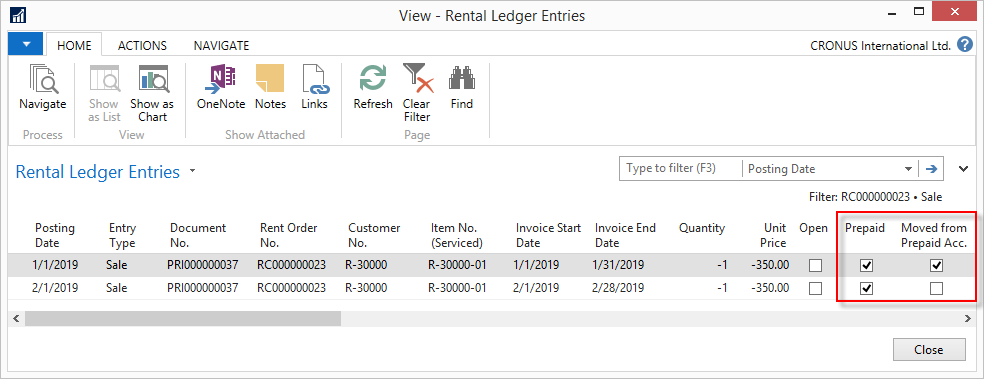 View - Rental Ledger Entries
HOME ACTIONS NAVIGATE CRONUS International Ltd. ?
Navigate Show as List Show as Chart OneNote Notes Links Refresh Clear Filter Find
Process View Show Attached Page
Rental Ledger Entries Type to filter (F3) Posting Date
Filter: RC000000023 • Sale
Posting Date Entry Type Document No. Rent Order No. Customer No. Item No. (Serviced) Invoice Start Date Invoice End Date Quantity Unit Price Open Prepaid Moved from Prepaid Acc.
1/1/2019 Sale PRI000000037 RC000000023 R-30000 R-30000-01 1/1/2019 1/31/2019 -1 -350.00
2/1/2019 Sale PRI000000037 RC000000023 R-30000 R-30000-01 2/1/2019 2/28/2019 -1 -350.00
Close